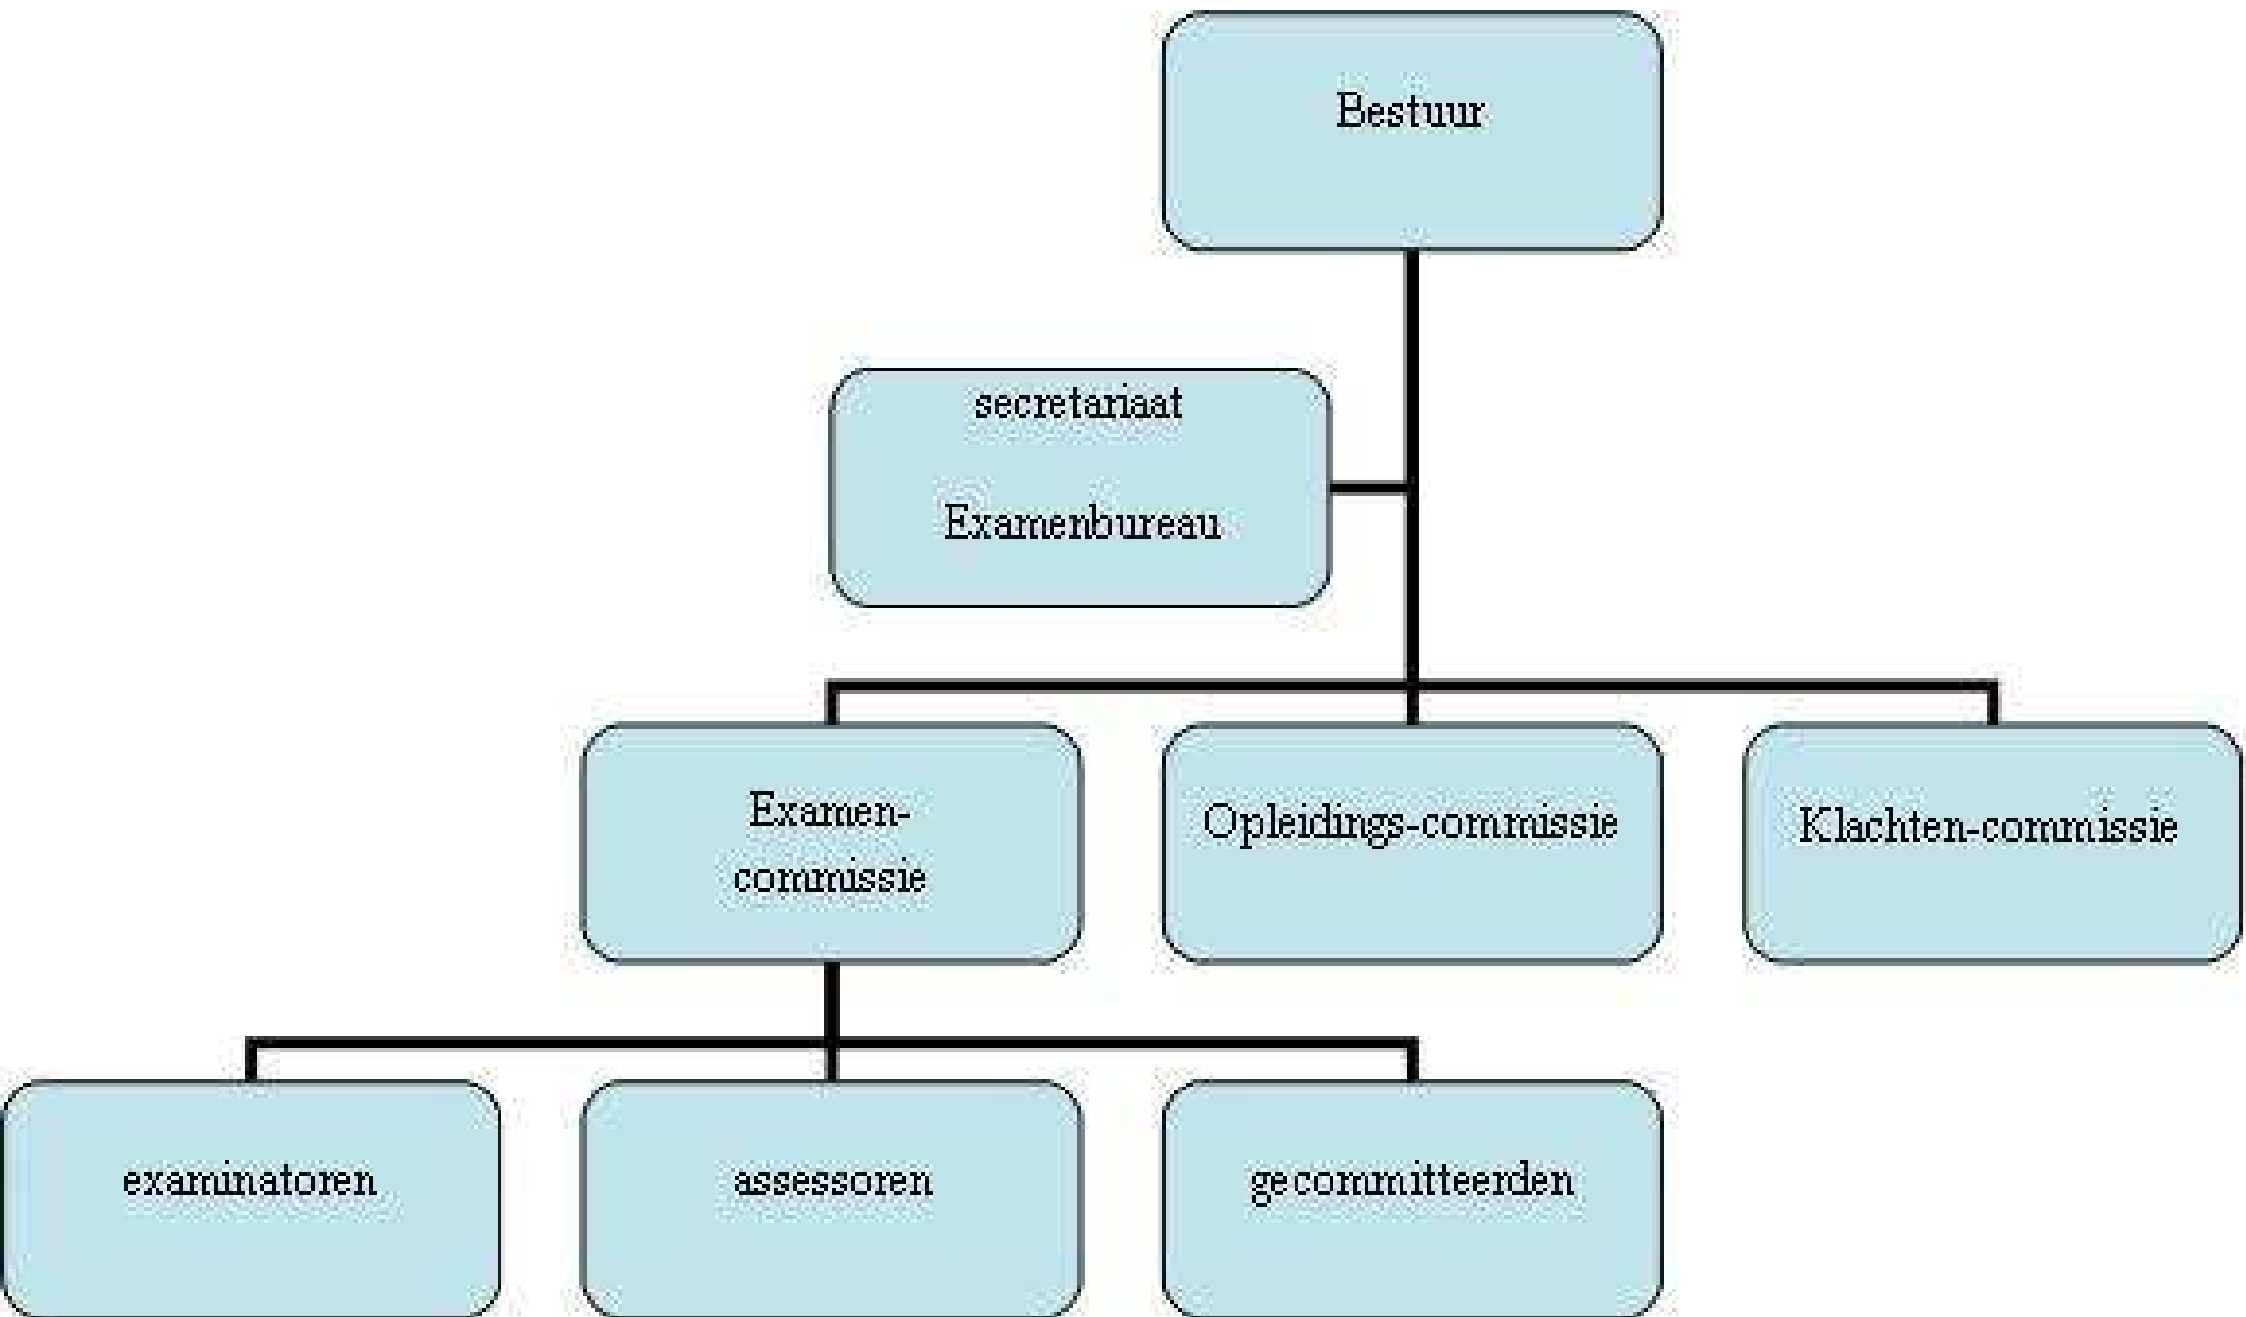 Bestuur
secretariaat
Examenbureau
Examen-
commissie
Opleidings-commissie
Klachten-commissie
examinatoren
assessoren
gecommitteerden